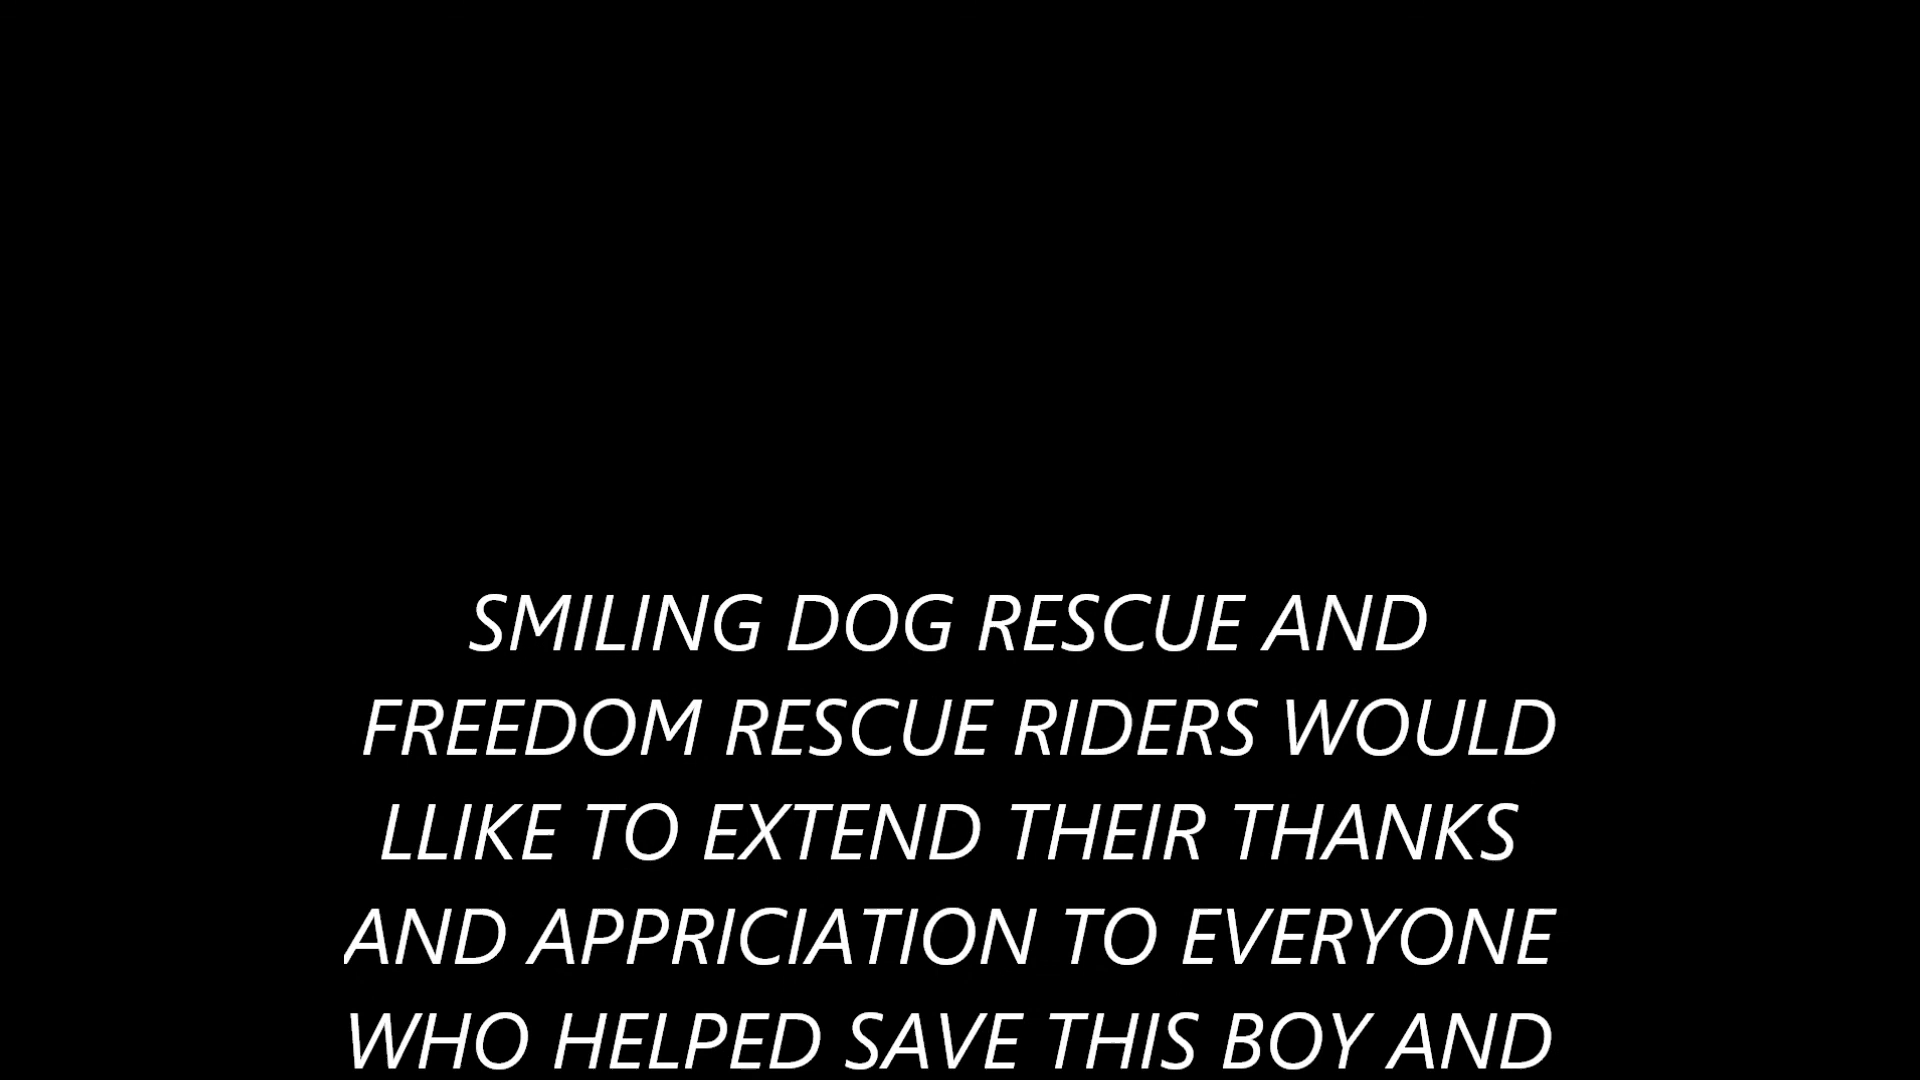 SMILING DOG RESCUE AND
FREEDOM RESCUE RIDERS WOULD
LLIKE TO EXTEND THEIR THANKS
AND APPRICIATION TO EVERYONE
WHO HELPED SAVE THIS BOY AND